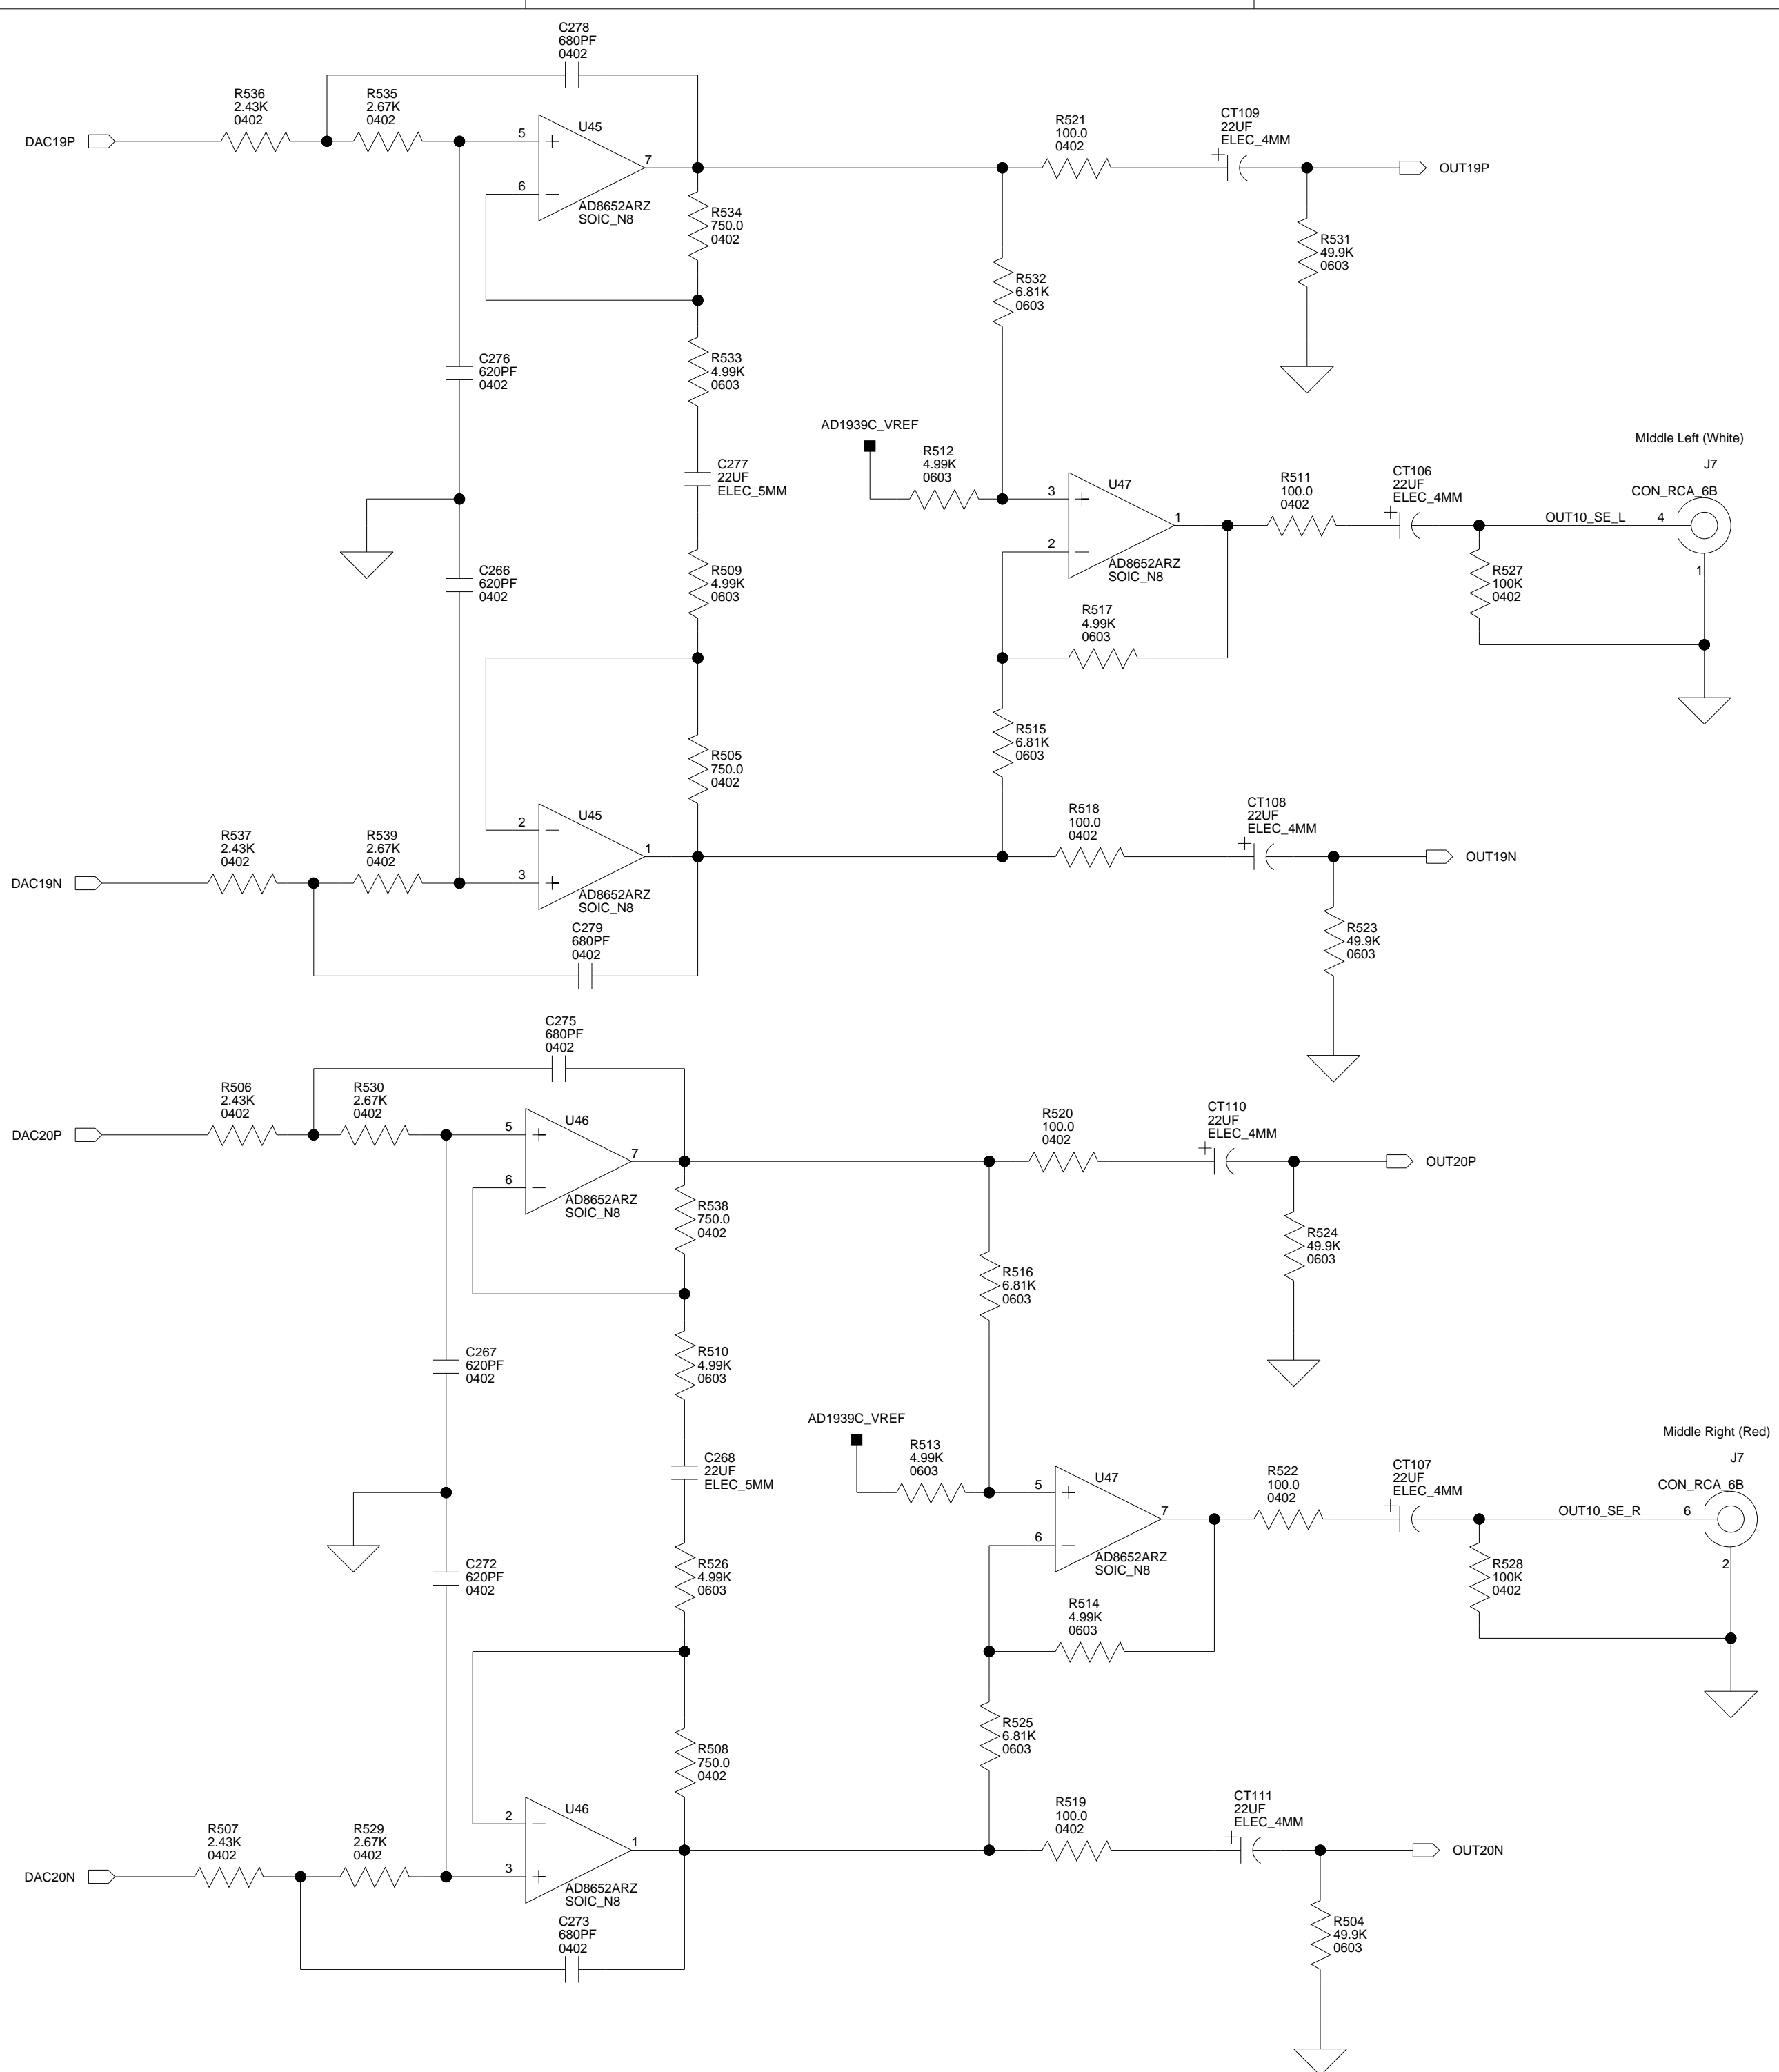 C278
680PF
0402
R536
2.43K
0402
R535
2.67K
0402
DAC19P
5
6
7
U45
AD8652ARZ
SOIC_N8
R534
750.0
0402
R521
100.0
0402
CT109
22UF
ELEC_4MM
OUT19P
R531
49.9K
0603
R532
6.81K
0603
C276
620PF
0402
R533
4.99K
0603
C277
22UF
ELEC_5MM
AD1939C_VREF
R512
4.99K
0603
3
2
1
U47
AD8652ARZ
SOIC_N8
R511
100.0
0402
CT106
22UF
ELEC_4MM
MIddle Left (White)
J7
CON_RCA_6B
OUT10_SE_L
4
1
R527
100K
0402
C266
620PF
0402
R509
4.99K
0603
R517
4.99K
0603
R505
750.0
0402
R515
6.81K
0603
R537
2.43K
0402
R539
2.67K
0402
DAC19N
2
3
1
U45
AD8652ARZ
SOIC_N8
R518
100.0
0402
CT108
22UF
ELEC_4MM
OUT19N
R523
49.9K
0603
C279
680PF
0402
C275
680PF
0402
R506
2.43K
0402
R530
2.67K
0402
DAC20P
5
6
7
U46
AD8652ARZ
SOIC_N8
R538
750.0
0402
R520
100.0
0402
CT110
22UF
ELEC_4MM
OUT20P
R524
49.9K
0603
R516
6.81K
0603
C267
620PF
0402
R510
4.99K
0603
C268
22UF
ELEC_5MM
AD1939C_VREF
R513
4.99K
0603
5
6
7
U47
AD8652ARZ
SOIC_N8
R522
100.0
0402
CT107
22UF
ELEC_4MM
Middle Right (Red)
J7
CON_RCA_6B
OUT10_SE_R
6
2
R528
100K
0402
C272
620PF
0402
R526
4.99K
0603
R514
4.99K
0603
R508
750.0
0402
R525
6.81K
0603
R507
2.43K
0402
R529
2.67K
0402
DAC20N
2
3
1
U46
AD8652ARZ
SOIC_N8
R519
100.0
0402
CT111
22UF
ELEC_4MM
OUT20N
R504
49.9K
0603
C273
680PF
0402